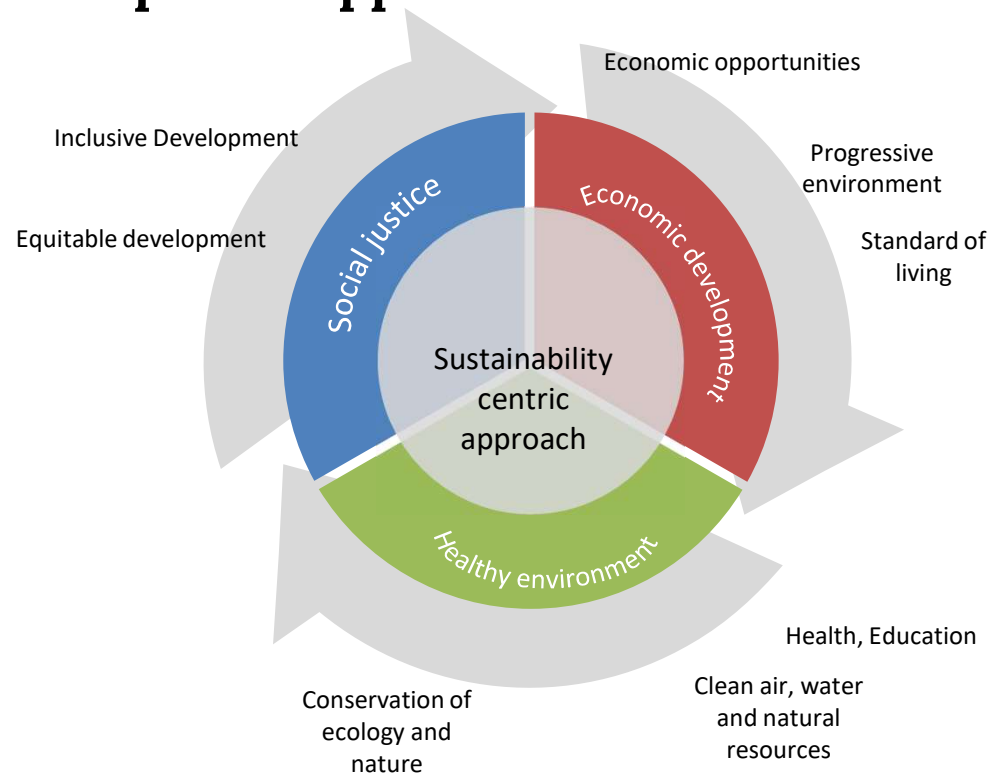 Economic opportunities
Inclusive Development
Progressive
environment
Equitable development
Standard of
living
Social justice
Economic development
Sustainability
centric
approach
Healthy environment
Health, Education
Clean air, water
and natural
resources
Conservation of
ecology and
nature